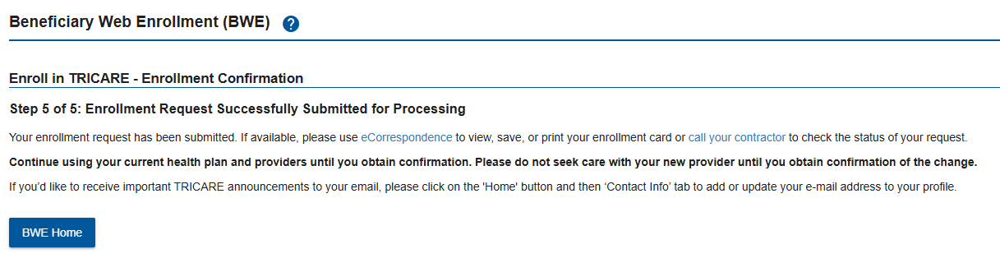 Beneficiary Web Enrollment (BWE) ?
Enroll in TRICARE - Enrollment Confirmation
Step 5 of 5: Enrollment Request Successfully Submitted for Processing
Your enrollment request has been submitted. If available, please use eCorrespondence to view, save, or print your enrollment card or call your contractor to check the status of your request.
Continue using your current health plan and providers until you obtain confirmation. Please do not seek care with your new provider until you obtain confirmation of the change.
If you’d like to receive important TRICARE announcements to your email, please click on the 'Home' button and then ‘Contact Info’ tab to add or update your e-mail address to your profile.
BWE Home